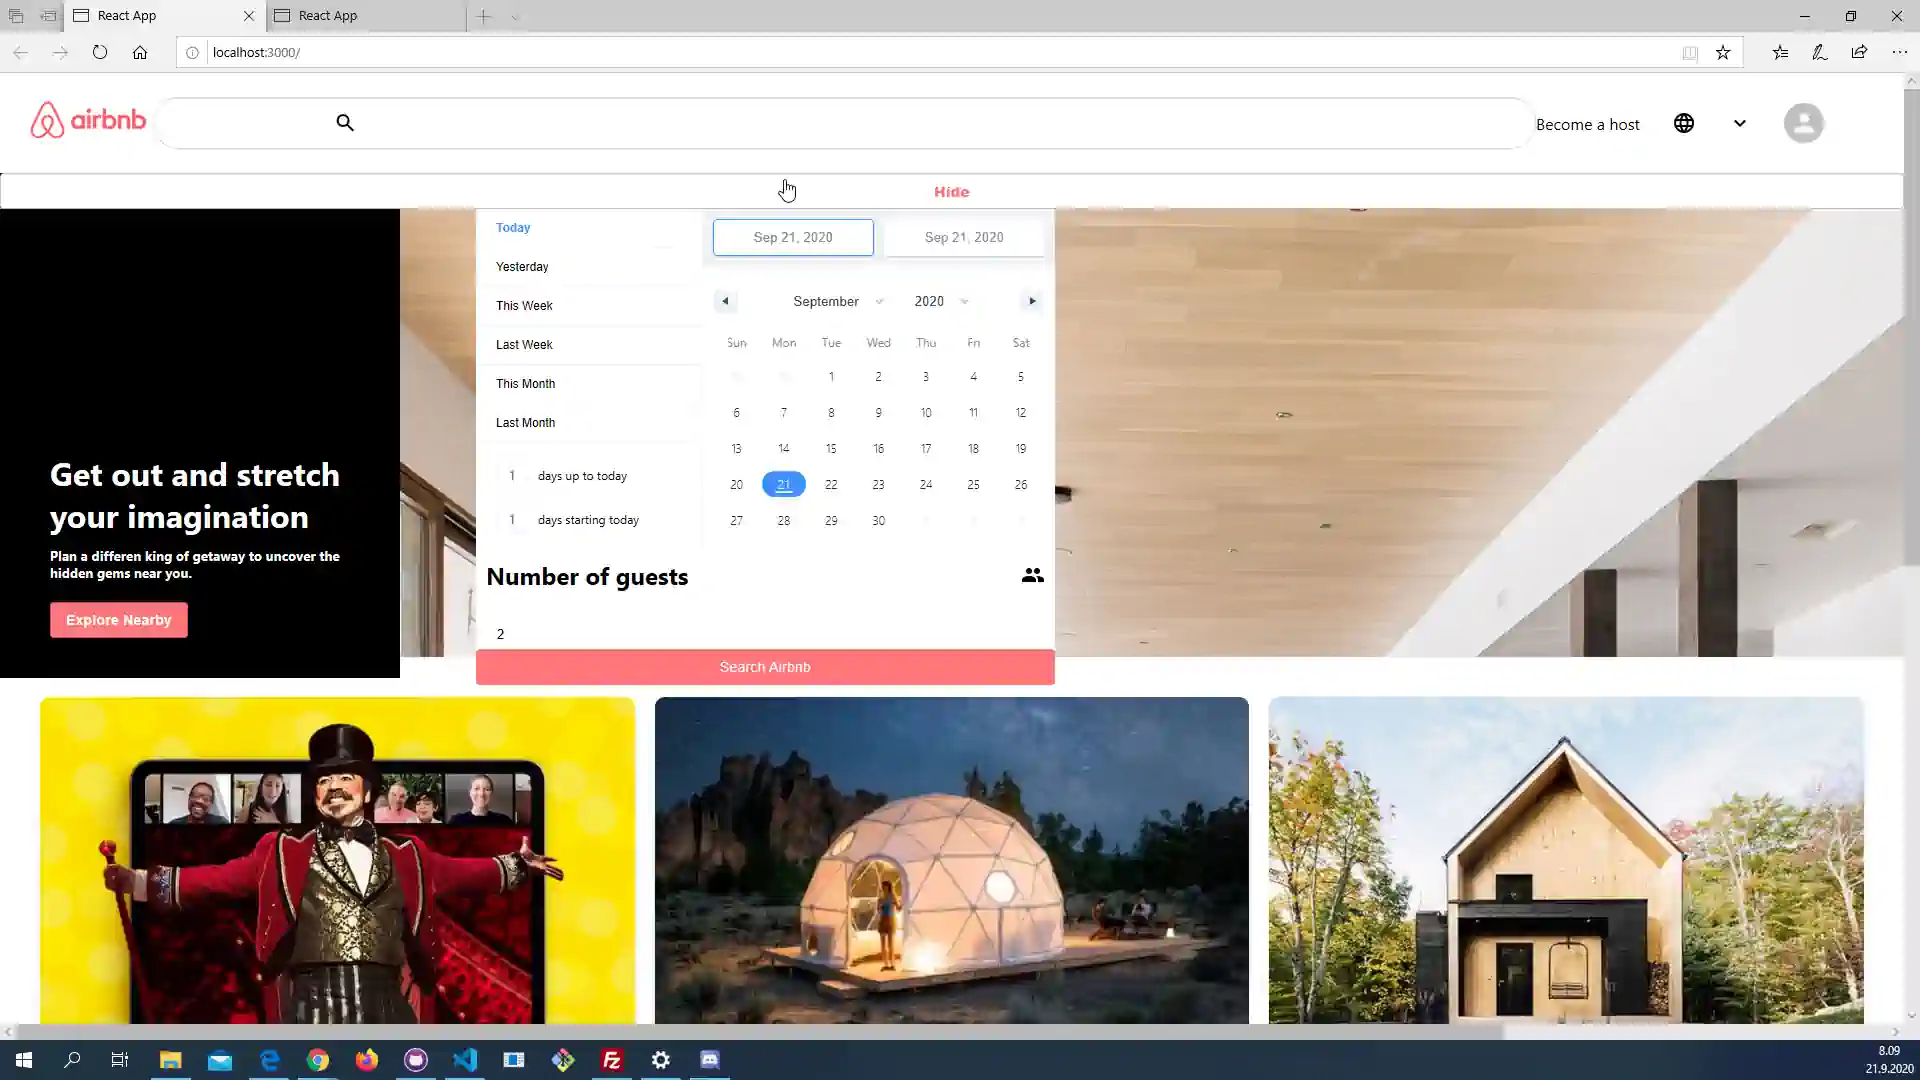 React App
React App
localhost:3000/
airbnb
Become a host
Hide
Today
Yesterday
This Week
Last Week
This Month
Last Month
1 days up to today
1 days starting today
Sep 21, 2020 Sep 21, 2020
September 2020
Sun Mon Tue Wed Thu Fri Sat
1 2 3 4 5
6 7 8 9 10 11 12
13 14 15 16 17 18 19
20 21 22 23 24 25 26
27 28 29 30
Number of guests
2
Search Airbnb
Get out and stretch
your imagination
Plan a differen king of getaway to uncover the
hidden gems near you.
Explore Nearby
Fz
8.09
21.9.2020